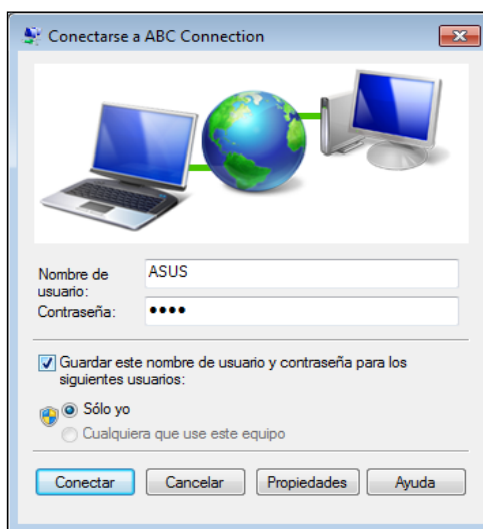 Conectarse a ABC Connection
Nombre de
usuario:
ASUS
Contraseña:
••••
Guardar este nombre de usuario y contraseña para los
siguientes usuarios:
Sólo yo
Cualquiera que use este equipo
Conectar
Cancelar
Propiedades
Ayuda